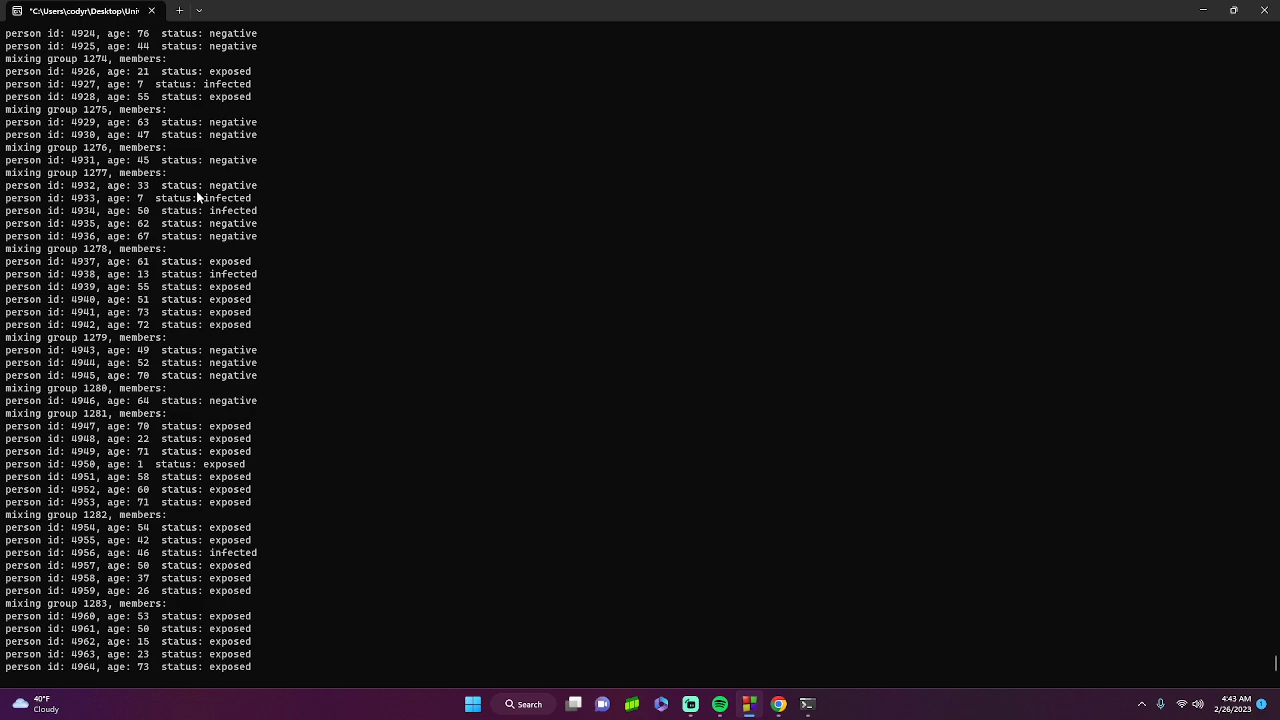 "C:\Users\codyr\Desktop\Univ
person id: 4924, age: 76  status: negative
person id: 4925, age: 44  status: negative
mixing group 1274, members:
person id: 4926, age: 21  status: exposed
person id: 4927, age: 7  status: infected
person id: 4928, age: 55  status: exposed
mixing group 1275, members:
person id: 4929, age: 63  status: negative
person id: 4930, age: 47  status: negative
mixing group 1276, members:
person id: 4931, age: 45  status: negative
mixing group 1277, members:
person id: 4932, age: 33  status: negative
person id: 4933, age: 7  status: infected
person id: 4934, age: 50  status: infected
person id: 4935, age: 62  status: negative
person id: 4936, age: 67  status: negative
mixing group 1278, members:
person id: 4937, age: 61  status: exposed
person id: 4938, age: 13  status: infected
person id: 4939, age: 55  status: exposed
person id: 4940, age: 51  status: exposed
person id: 4941, age: 73  status: exposed
person id: 4942, age: 72  status: exposed
mixing group 1279, members:
person id: 4943, age: 49  status: negative
person id: 4944, age: 52  status: negative
person id: 4945, age: 70  status: negative
mixing group 1280, members:
person id: 4946, age: 64  status: negative
mixing group 1281, members:
person id: 4947, age: 70  status: exposed
person id: 4948, age: 22  status: exposed
person id: 4949, age: 71  status: exposed
person id: 4950, age: 1  status: exposed
person id: 4951, age: 58  status: exposed
person id: 4952, age: 60  status: exposed
person id: 4953, age: 71  status: exposed
mixing group 1282, members:
person id: 4954, age: 54  status: exposed
person id: 4955, age: 42  status: exposed
person id: 4956, age: 46  status: infected
person id: 4957, age: 50  status: exposed
person id: 4958, age: 37  status: exposed
person id: 4959, age: 26  status: exposed
mixing group 1283, members:
person id: 4960, age: 53  status: exposed
person id: 4961, age: 50  status: exposed
person id: 4962, age: 15  status: exposed
person id: 4963, age: 23  status: exposed
person id: 4964, age: 73  status: exposed
40°F
Cloudy
Search
4:43 AM
2/26/2023
1